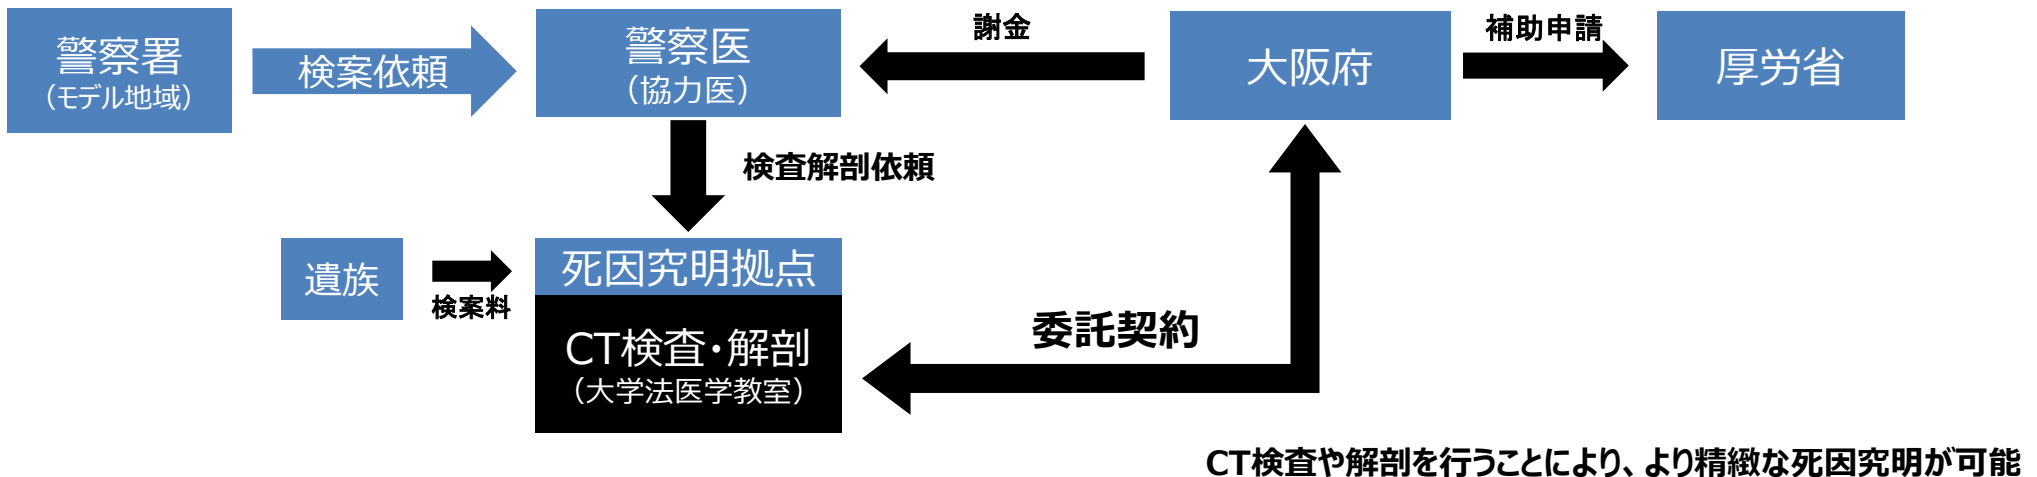 警察署
（モデル地域）
検案依頼
警察医
（協力医）
謝金
大阪府
補助申請
厚労省
検査解剖依頼
遺族
検案料
死因究明拠点
CT検査・解剖
（大学法医学教室）
委託契約
CT検査や解剖を行うことにより、より精緻な死因究明が可能